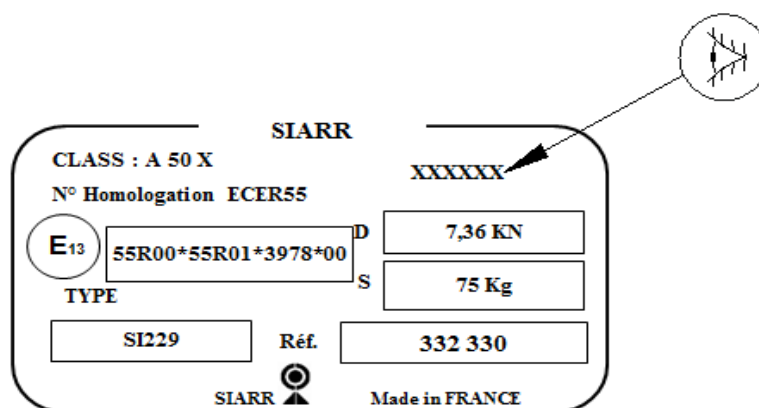 SIARR
CLASS : A 50 X
XXXXXX
N° Homologation ECER55
E13
55R00*55R01*3978*00
D
7,36 KN
S
75 Kg
TYPE
SI229
Réf.
332 330
SIARR
Made in FRANCE